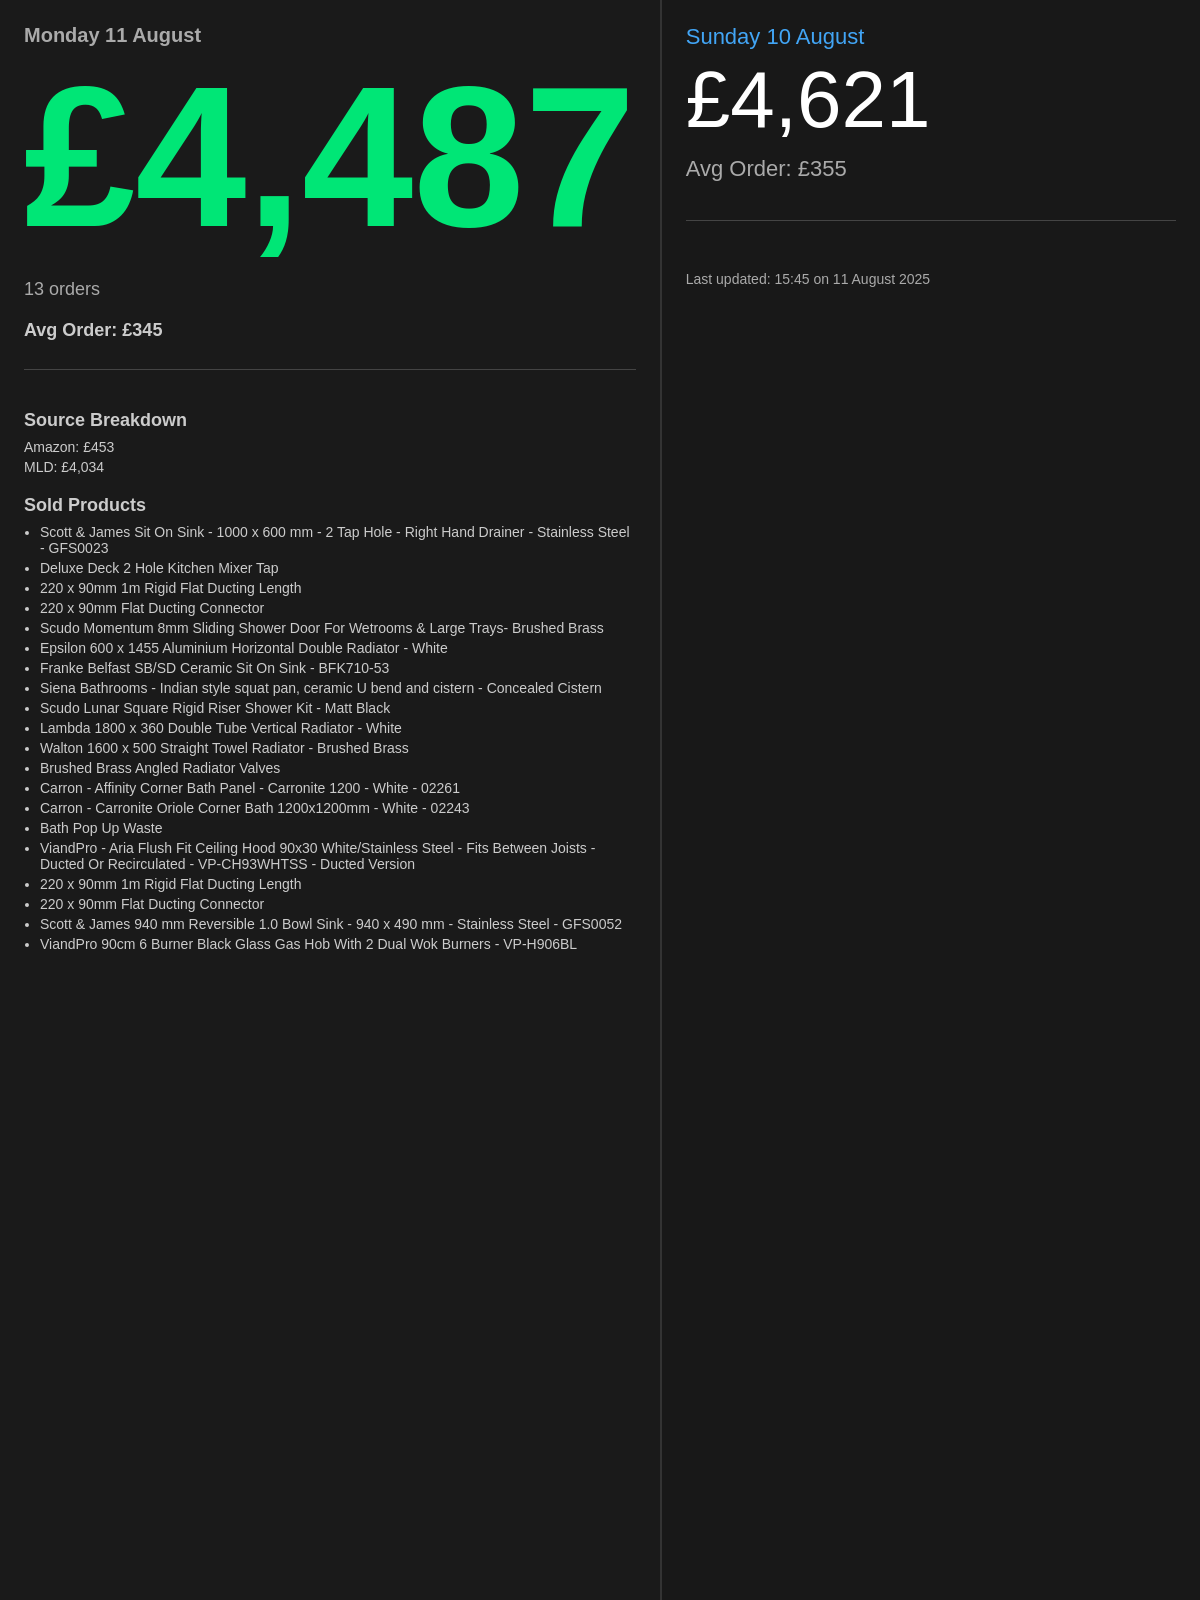 Monday 11 August
£4,487
13 orders
Avg Order: £345
Source Breakdown
Amazon: £453
MLD: £4,034
Sold Products
• Scott & James Sit On Sink - 1000 x 600 mm - 2 Tap Hole - Right Hand Drainer - Stainless Steel
- GFS0023
• Deluxe Deck 2 Hole Kitchen Mixer Tap
• 220 x 90mm 1m Rigid Flat Ducting Length
• 220 x 90mm Flat Ducting Connector
• Scudo Momentum 8mm Sliding Shower Door For Wetrooms & Large Trays- Brushed Brass
• Epsilon 600 x 1455 Aluminium Horizontal Double Radiator - White
• Franke Belfast SB/SD Ceramic Sit On Sink - BFK710-53
• Siena Bathrooms - Indian style squat pan, ceramic U bend and cistern - Concealed Cistern
• Scudo Lunar Square Rigid Riser Shower Kit - Matt Black
• Lambda 1800 x 360 Double Tube Vertical Radiator - White
• Walton 1600 x 500 Straight Towel Radiator - Brushed Brass
• Brushed Brass Angled Radiator Valves
• Carron - Affinity Corner Bath Panel - Carronite 1200 - White - 02261
• Carron - Carronite Oriole Corner Bath 1200x1200mm - White - 02243
• Bath Pop Up Waste
• ViandPro - Aria Flush Fit Ceiling Hood 90x30 White/Stainless Steel - Fits Between Joists -
Ducted Or Recirculated - VP-CH93WHTSS - Ducted Version
• 220 x 90mm 1m Rigid Flat Ducting Length
• 220 x 90mm Flat Ducting Connector
• Scott & James 940 mm Reversible 1.0 Bowl Sink - 940 x 490 mm - Stainless Steel - GFS0052
• ViandPro 90cm 6 Burner Black Glass Gas Hob With 2 Dual Wok Burners - VP-H906BL
Sunday 10 August
£4,621
Avg Order: £355
Last updated: 15:45 on 11 August 2025